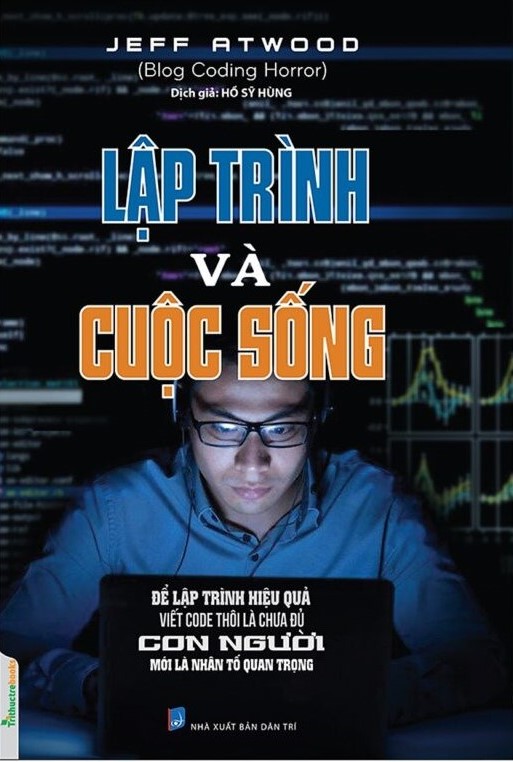 JEFF ATWOOD
(Blog Coding Horror)
Dịch giả: HỒ SỸ HÙNG
LẬP TRÌNH
VÀ
CUỘC SỐNG
ĐỂ LẬP TRÌNH HIỆU QUẢ
VIẾT CODE THÔI LÀ CHƯA ĐỦ
CON NGƯỜI
MỚI LÀ NHÂN TỐ QUAN TRỌNG
Trithuctrebooks
NHÀ XUẤT BẢN DÂN TRÍ